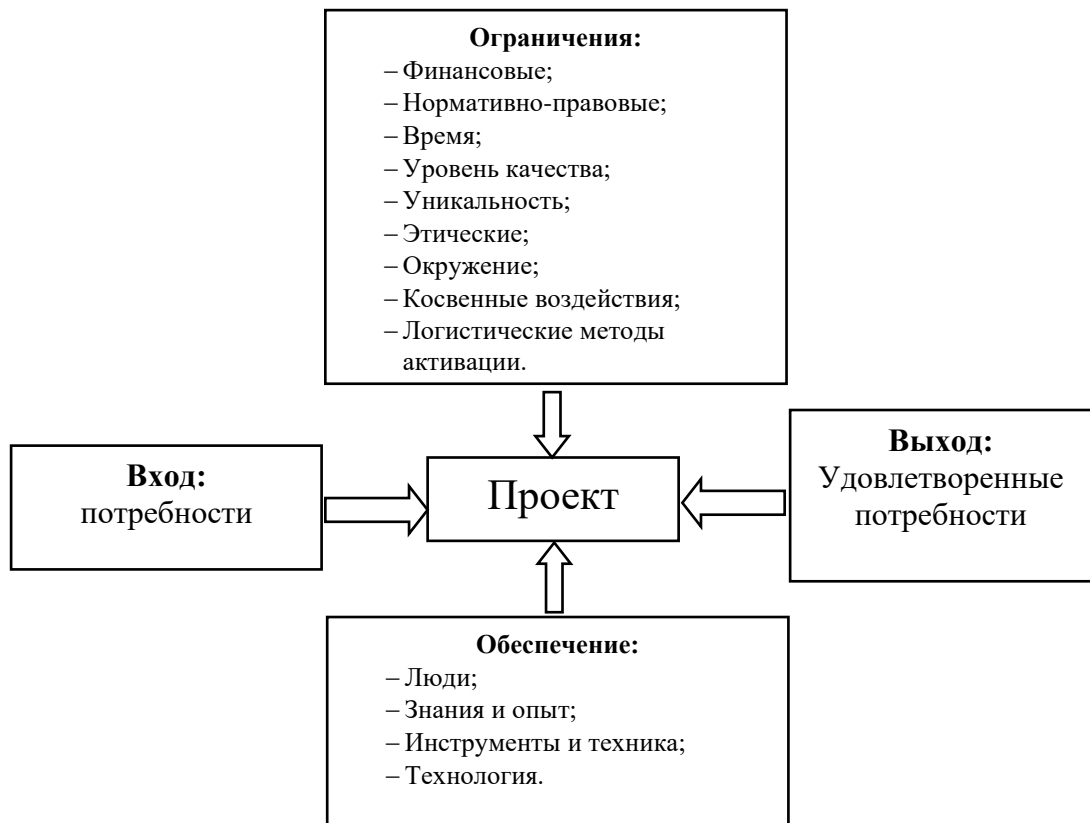 Ограничения:
– Финансовые;
– Нормативно-правовые;
– Время;
– Уровень качества;
– Уникальность;
– Этические;
– Окружение;
– Косвенные воздействия;
– Логистические методы
активации.
Вход:
потребности
Проект
Выход:
Удовлетворенные
потребности
Обеспечение:
– Люди;
– Знания и опыт;
– Инструменты и техника;
– Технология.